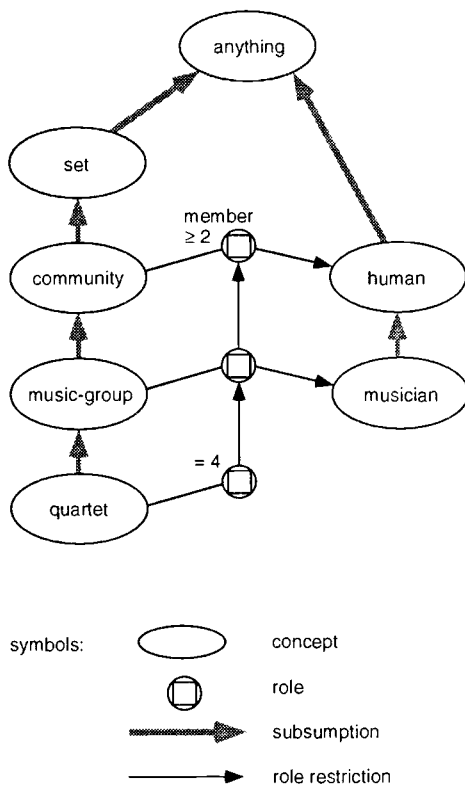 anything
set
member
≥ 2
community
human
music-group
musician
= 4
quartet
symbols:
concept
role
subsumption
role restriction